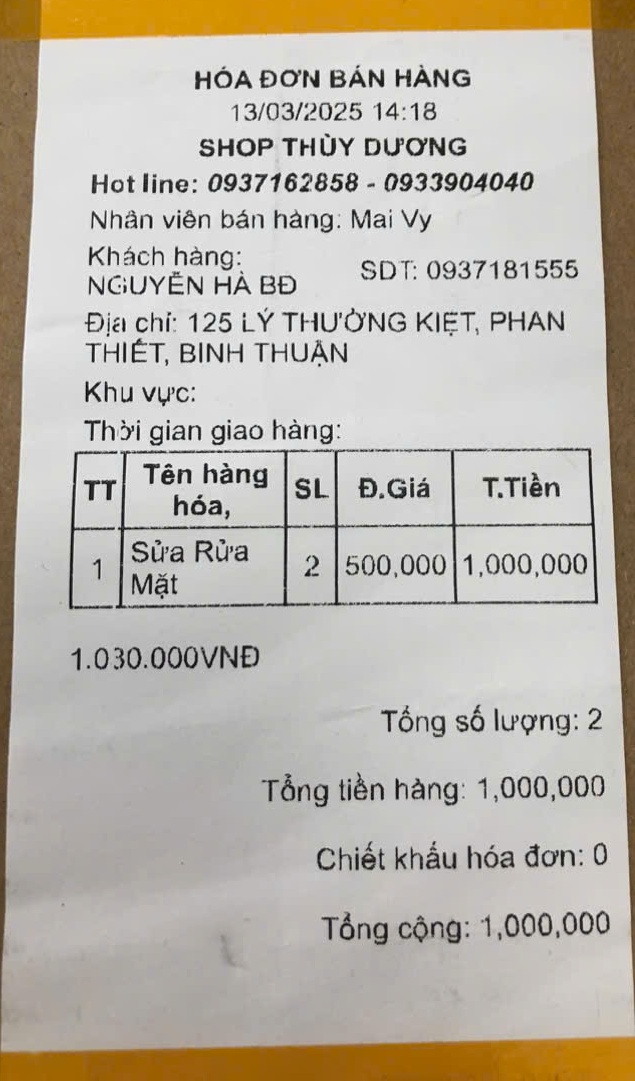 HÓA ĐƠN BÁN HÀNG
13/03/2025 14:18
SHOP THÙY DƯƠNG
Hot line: 0937162858 - 0933904040
Nhân viên bán hàng: Mai Vy
Khách hàng:
NGUYỄN HÀ BĐ
SDT: 0937181555
Địa chỉ: 125 LÝ THƯỜNG KIỆT, PHAN
THIẾT, BINH THUẬN
Khu vực:
Thời gian giao hàng:
TT Tên hàng hóa, SL Đ.Giá T.Tiền
1 Sửa Rửa Mặt 2 500,000 1,000,000
1.030.000VNĐ
Tổng số lượng: 2
Tổng tiền hàng: 1,000,000
Chiết khấu hóa đơn: 0
Tổng cộng: 1,000,000